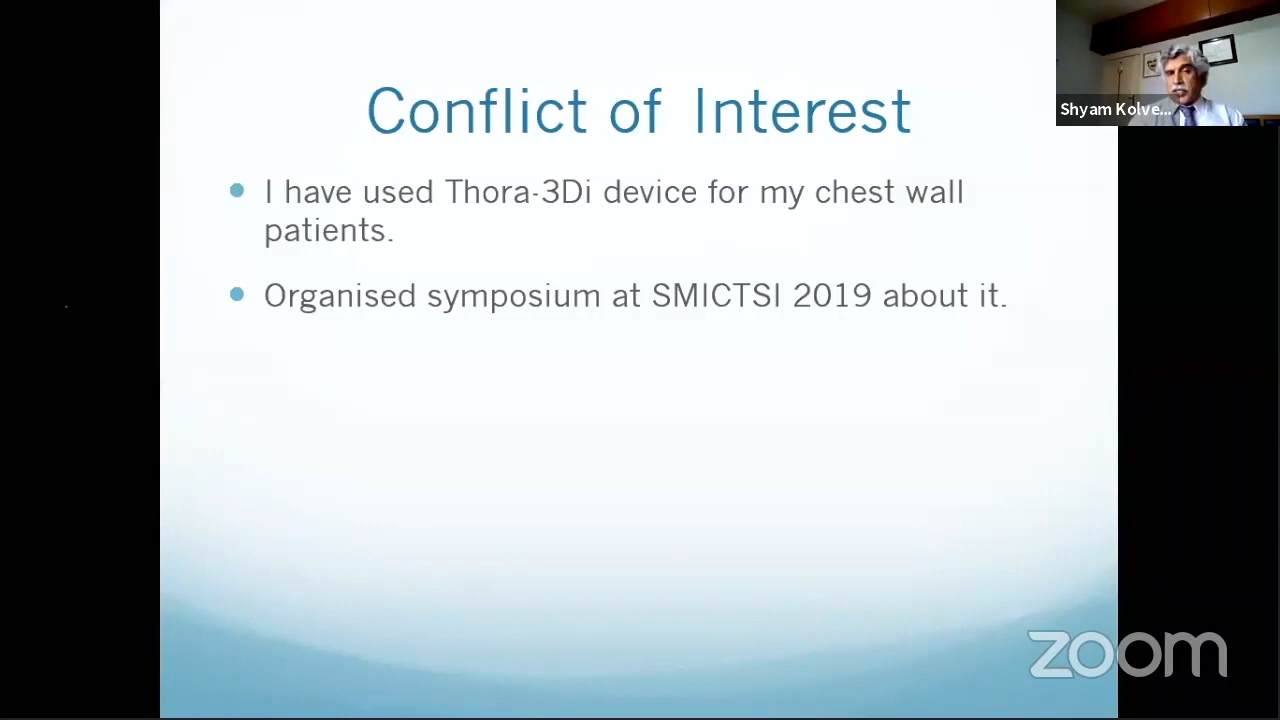 Conflict of Interest
Shyam Kolve...
I have used Thora-3Di device for my chest wall
patients.
Organised symposium at SMICTSI 2019 about it.
zoom